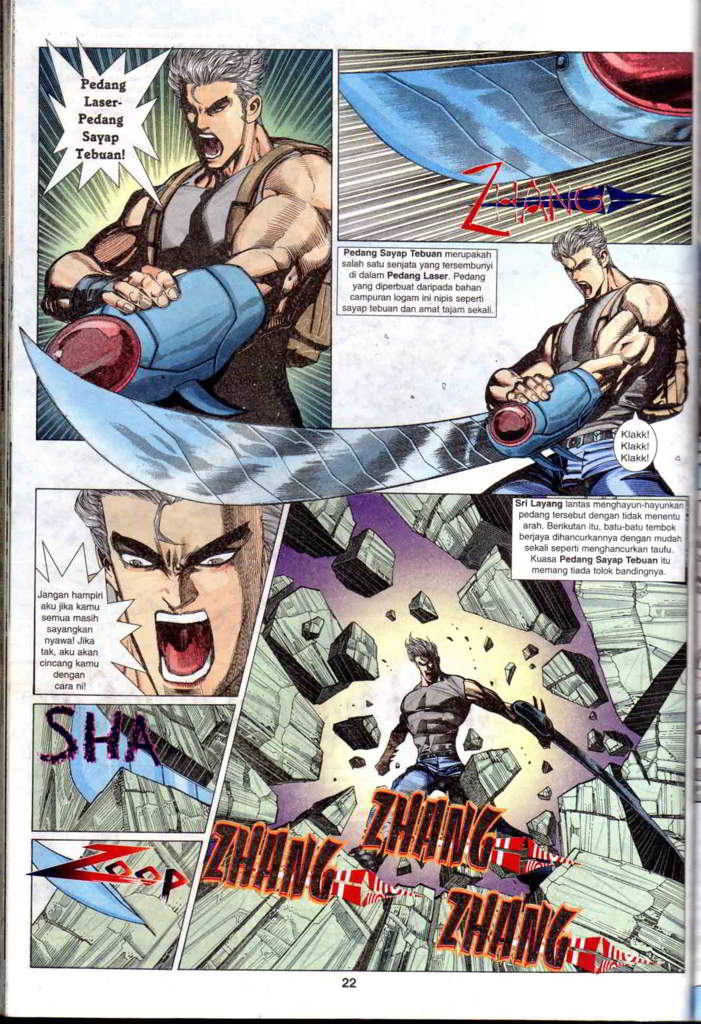 Pedang
Laser-
Pedang
Sayap
Tebuan!
ZHANG
Pedang Sayap Tebuan merupakah
salah satu senjata yang tersembunyi
di dalam Pedang Laser. Pedang
yang diperbuat daripada bahan
campuran logam ini nipis seperti
sayap tebuan dan amat tajam sekali.
Klakk!
Klakk!
Klakk!
Jangan hampiri
aku jika kamu
semua masih
sayangkan
nyawa! Jika
tak, aku akan
cincang kamu
dengan
cara ni!
Sri Layang lantas menghayun-hayunkan
pedang tersebut dengan tidak menentu
arah. Berikutan itu, batu-batu tembok
berjaya dihancurkannya dengan mudah
sekali seperti menghancurkan taufu.
Kuasa Pedang Sayap Tebuan itu
memang tiada tolok bandingnya.
SHA
ZOOP
ZHANG
ZHANG
ZHANG
ZHANG
22